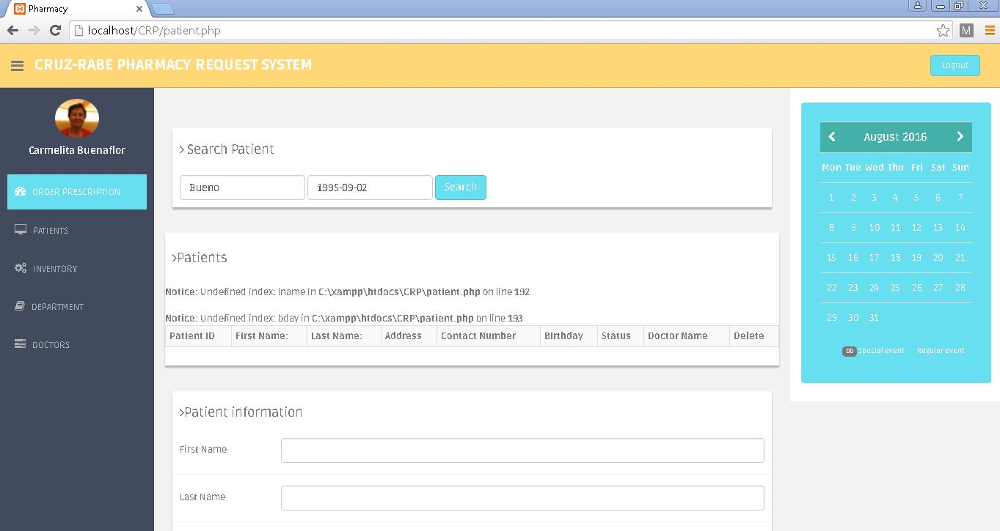 Pharmacy
localhost/CRP/patient.php
M
CRUZ-RABE PHARMACY REQUEST SYSTEM
Logout
Carmelita Buenaflor
ORDER PRESCRIPTION
PATIENTS
INVENTORY
DEPARTMENT
DOCTORS
> Search Patient
Bueno 1995-09-02 Search
>Patients
Notice: Undefined index: lname in C:\xampp\htdocs\CRP\patient.php on line 192
Notice: Undefined index: bday in C:\xampp\htdocs\CRP\patient.php on line 193
Patient ID First Name: Last Name: Address Contact Number Birthday Status Doctor Name Delete
>Patient information
First Name
Last Name
August 2016
Mon Tue Wed Thu Fri Sat Sun
1 2 3 4 5 6 7
8 9 10 11 12 13 14
15 16 17 18 19 20 21
22 23 24 25 26 27 28
29 30 31
DD Special event Regular event